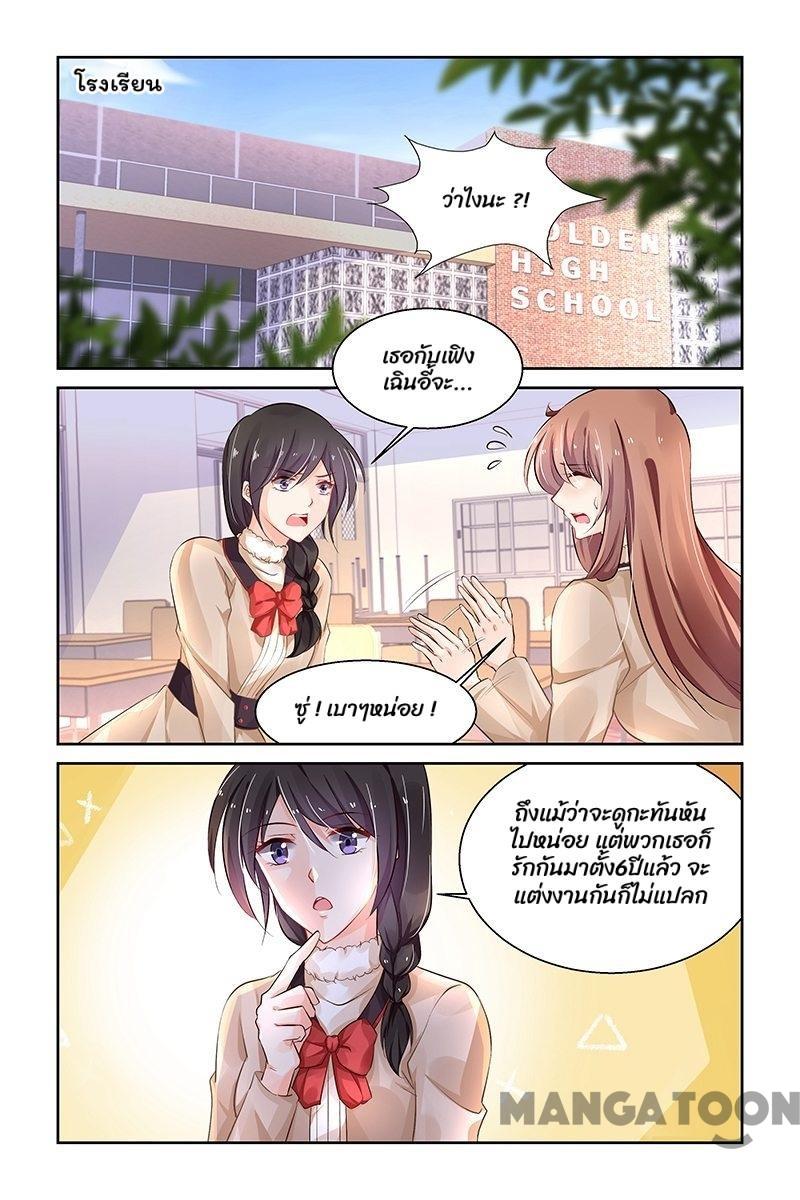 โรงเรียน
ว่าไงนะ ?!
OLDEN
HIGH
SCHOOL
เธอกับเฟิง
เฉินอี้จะ...
ชู่ ! เบาๆหน่อย !
ถึงแม้ว่าจะดูกะทันหัน
ไปหน่อย แต่พวกเธอก็
รักกันมาตั้ง6ปีแล้ว จะ
แต่งงานกันก็ไม่แปลก
MANGATOON